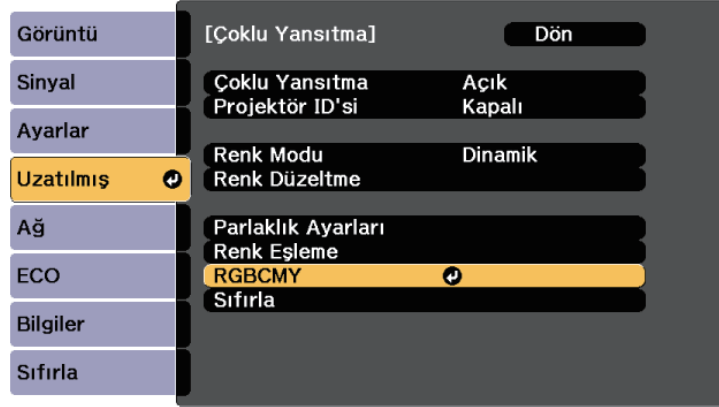 Görüntü
Sinyal
Ayarlar
Uzatılmış
Ağ
ECO
Bilgiler
Sıfırla
[Çoklu Yansıtma] Dön
Çoklu Yansıtma Açık
Projektör ID'si Kapalı
Renk Modu Dinamik
Renk Düzeltme
Parlaklık Ayarları
Renk Eşleme
RGBCMY
Sıfırla